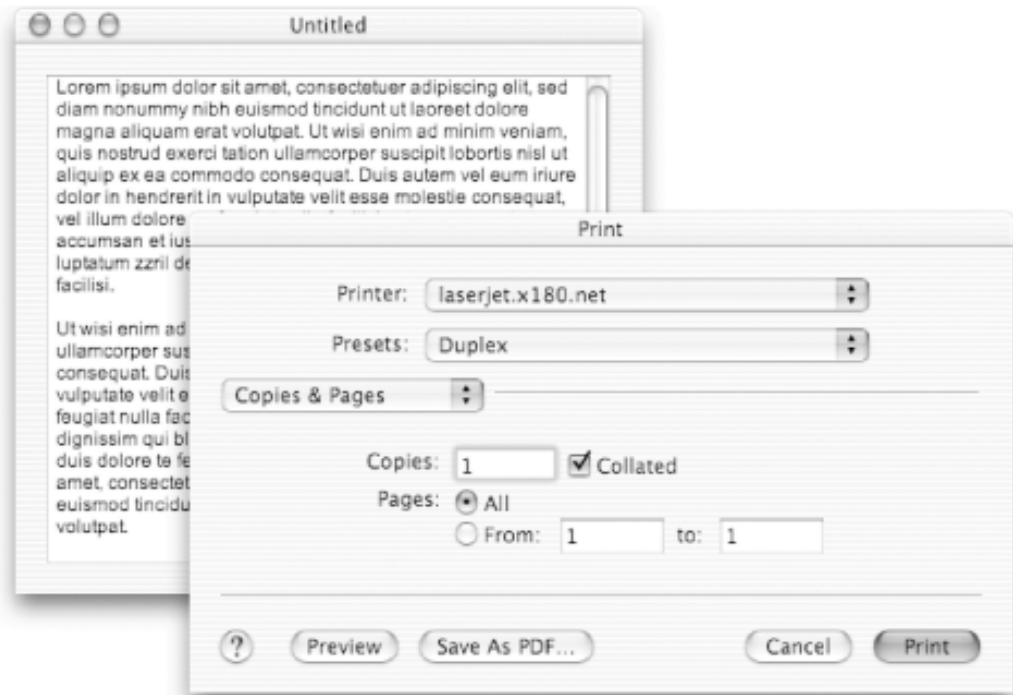 Untitled
Lorem ipsum dolor sit amet, consectetuer adipiscing elit, sed
diam nonummy nibh euismod tincidunt ut laoreet dolore
magna aliquam erat volutpat. Ut wisi enim ad minim veniam,
quis nostrud exerci tation ullamcorper suscipit lobortis nisl ut
aliquip ex ea commodo consequat. Duis autem vel eum iriure
dolor in hendrerit in vulputate velit esse molestie consequat,
vel illum dolore
accumsan et ius
luptatum zzril de
facilisi.
Ut wisi enim ad
ullamcorper sus
consequat. Duis
vulputate velit e
feugiat nulla fac
dignissim qui bl
duis dolore te fe
amet, consectet
euismod tincidu
volutpat.
Print
Printer: laserjet.x180.net
Presets: Duplex
Copies & Pages
Copies: 1 Collated
Pages: All
From: 1 to: 1
? Preview Save As PDF... Cancel Print